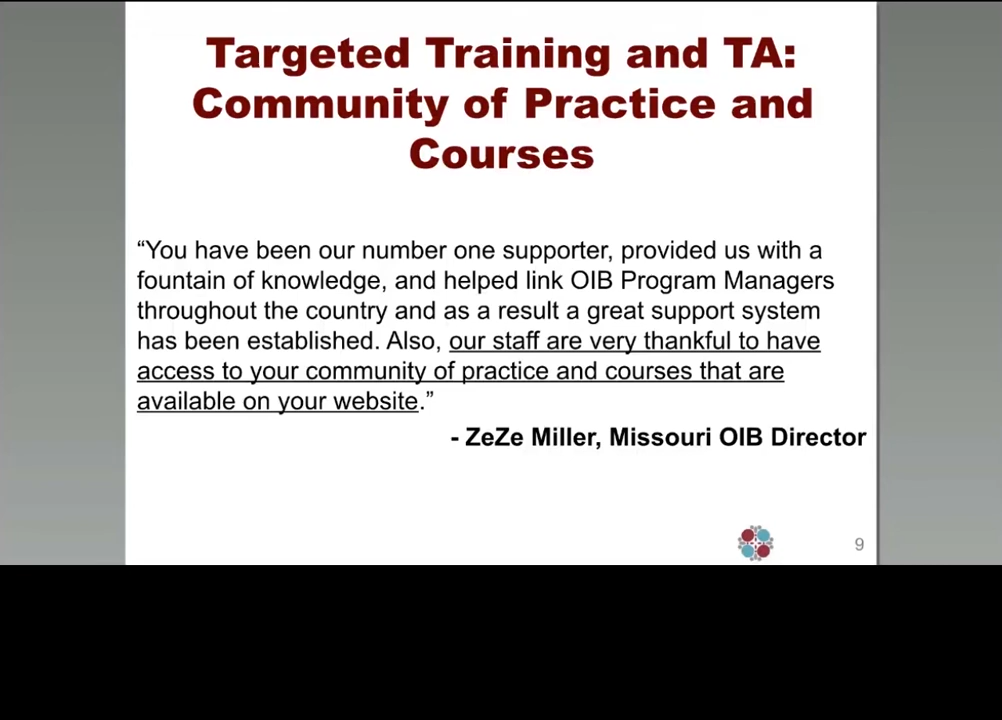 Targeted Training and TA:
Community of Practice and
Courses
“You have been our number one supporter, provided us with a
fountain of knowledge, and helped link OIB Program Managers
throughout the country and as a result a great support system
has been established. Also, our staff are very thankful to have
access to your community of practice and courses that are
available on your website.”
- ZeZe Miller, Missouri OIB Director
9